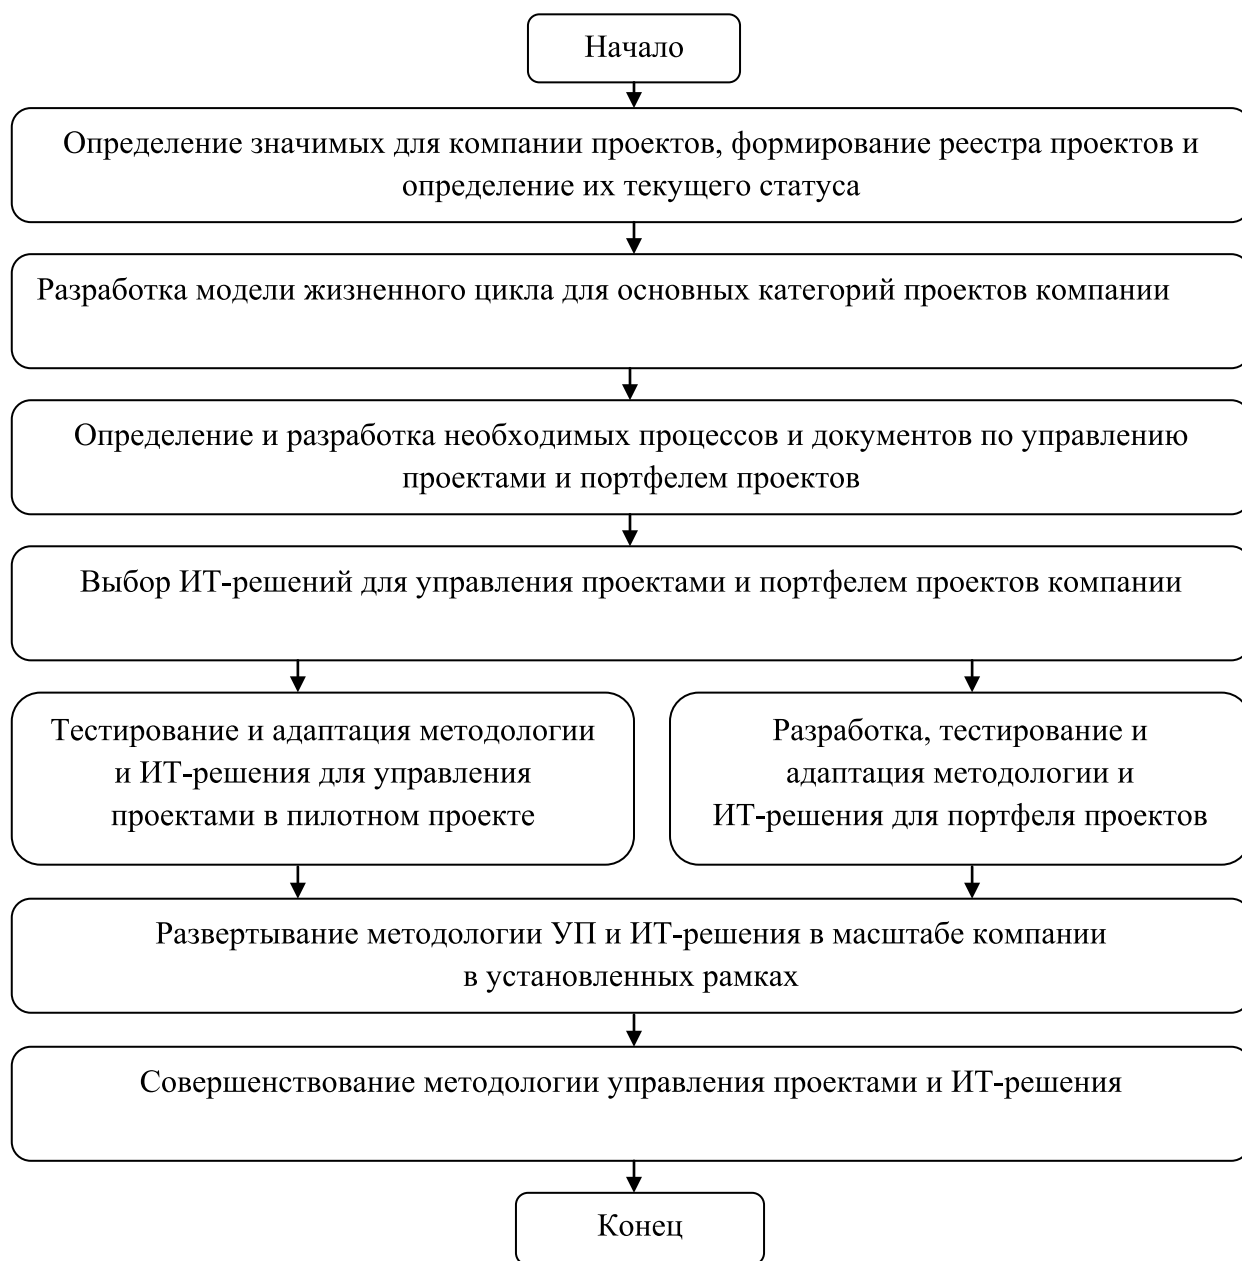 Начало
Определение значимых для компании проектов, формирование реестра проектов и
определение их текущего статуса
Разработка модели жизненного цикла для основных категорий проектов компании
Определение и разработка необходимых процессов и документов по управлению
проектами и портфелем проектов
Выбор ИТ-решений для управления проектами и портфелем проектов компании
Тестирование и адаптация методологии
и ИТ-решения для управления
проектами в пилотном проекте
Разработка, тестирование и
адаптация методологии и
ИТ-решения для портфеля проектов
Развертывание методологии УП и ИТ-решения в масштабе компании
в установленных рамках
Совершенствование методологии управления проектами и ИТ-решения
Конец